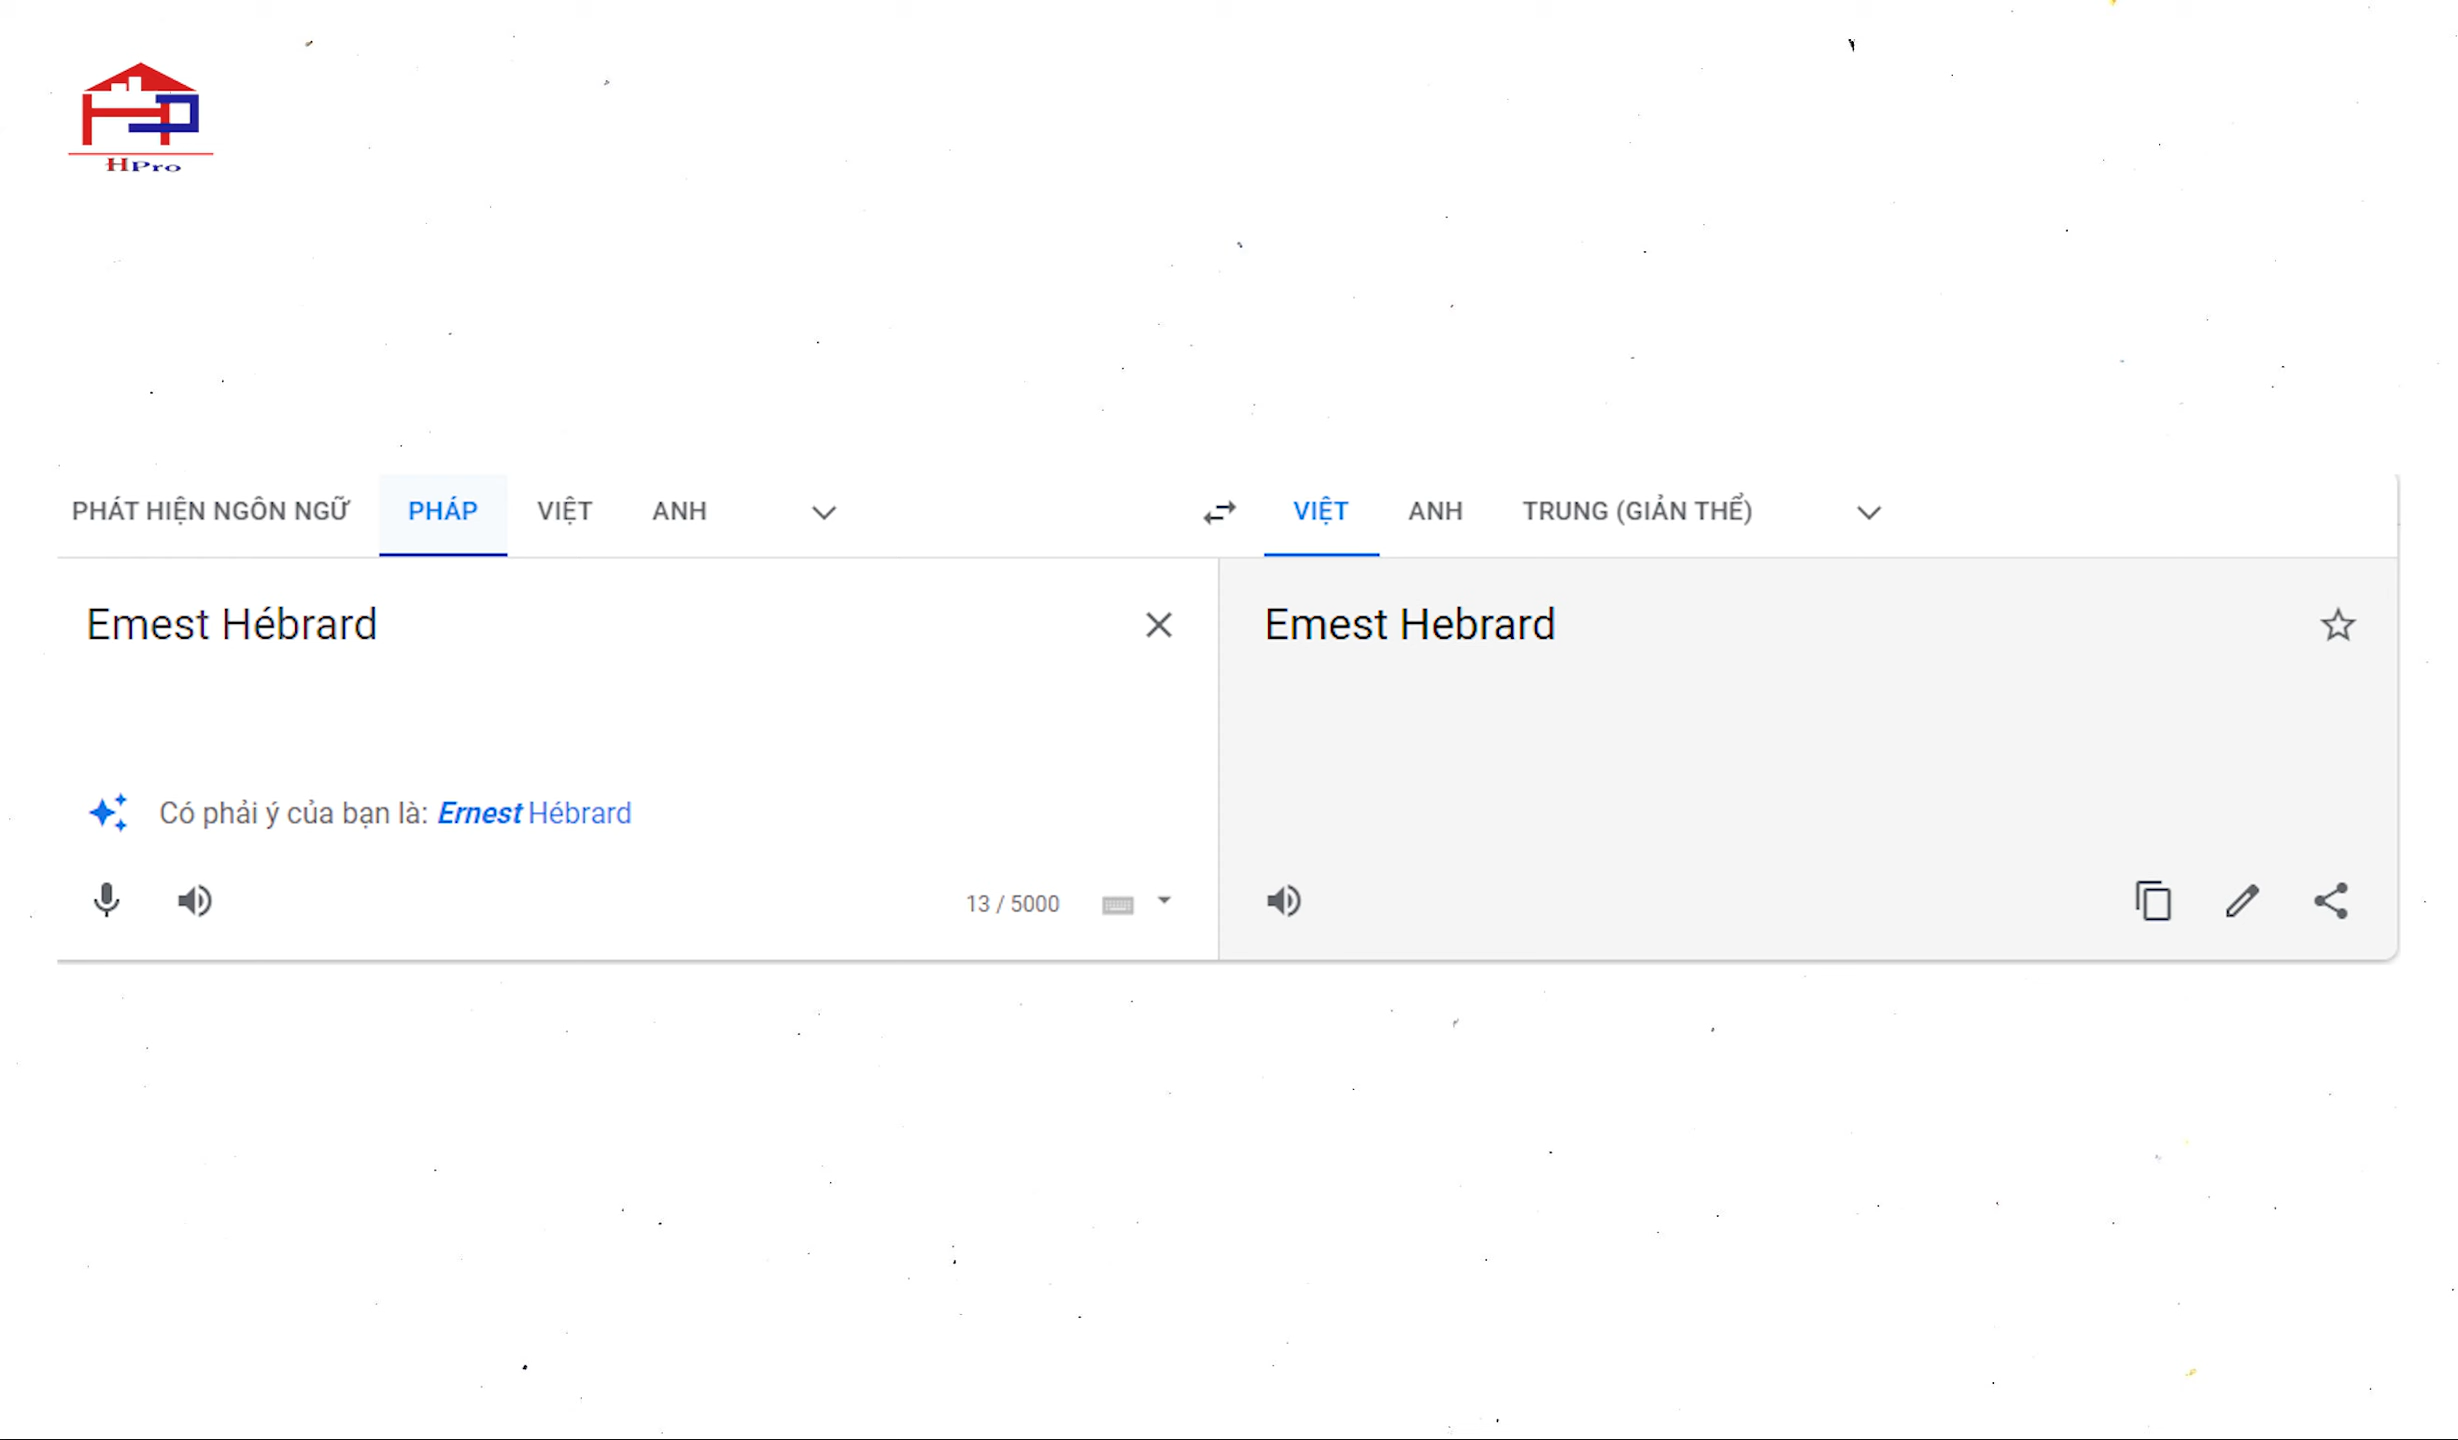 HPro
PHÁT HIỆN NGÔN NGỮ PHÁP VIỆT ANH
VIỆT ANH TRUNG (GIẢN THỂ)
Emest Hébrard
Emest Hebrard
Có phải ý của bạn là: Ernest Hébrard
13 / 5000